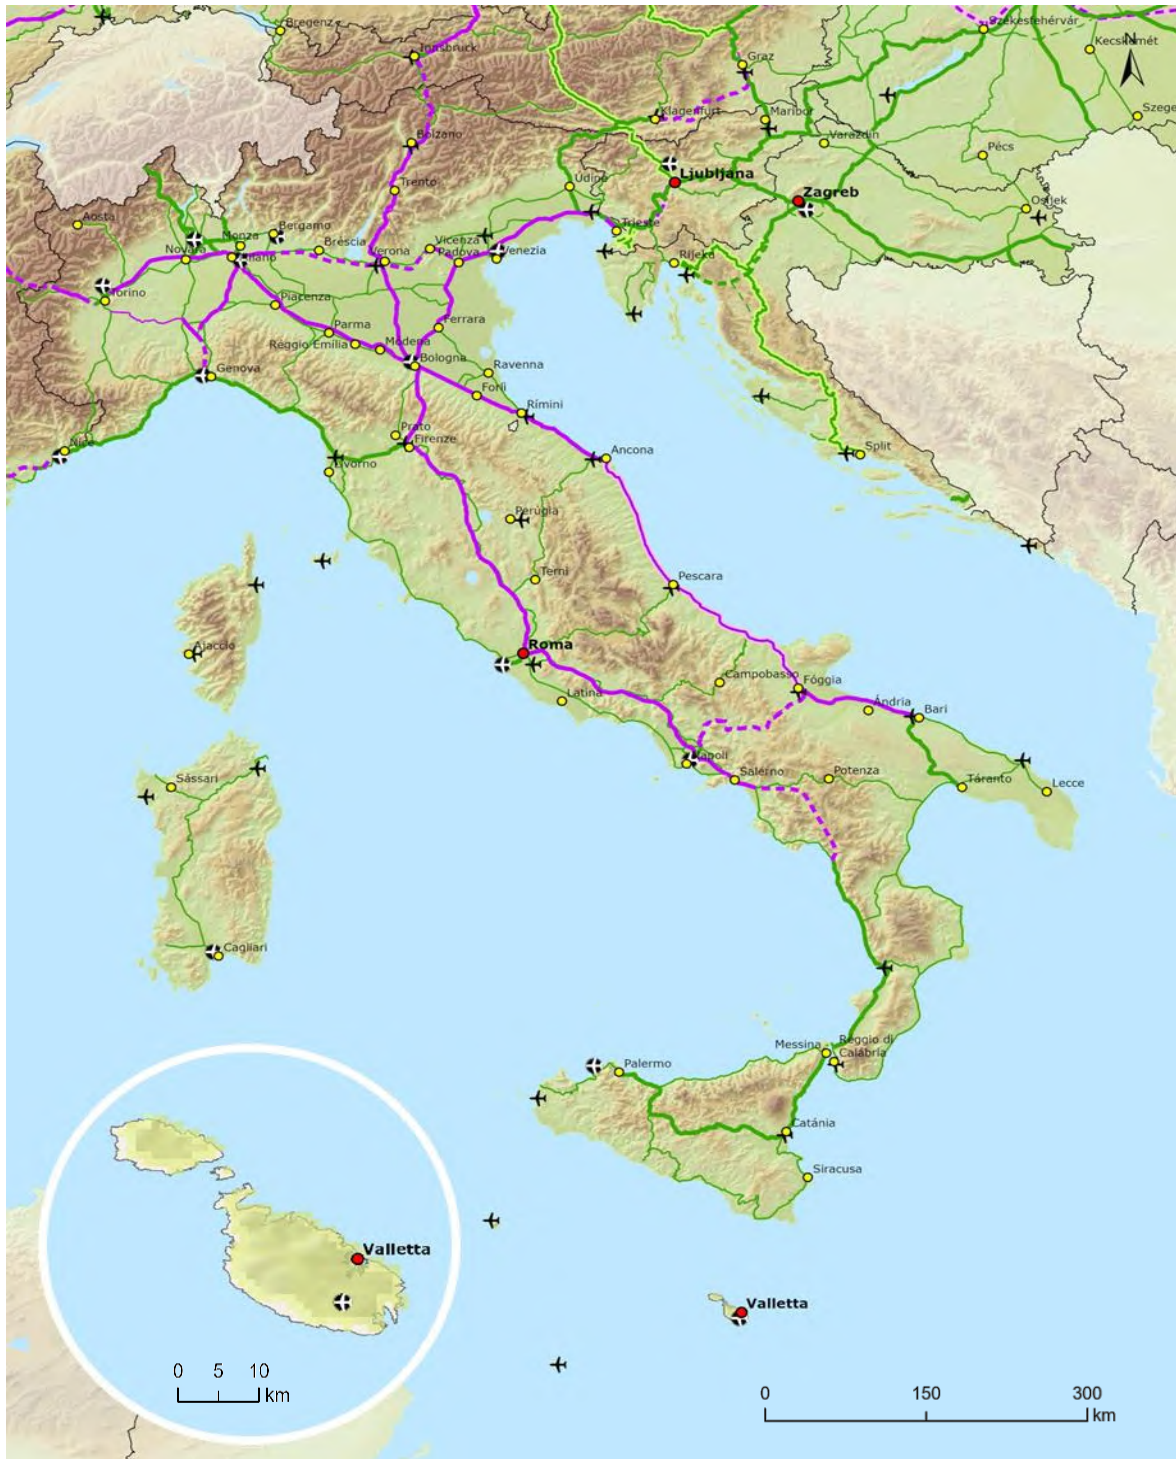 Bregenz
Székesfehérvár
Innsbruck
Graz
Kecskemét
N
Klagenfurt
Maribor
Szege
Bolzano
Varazdin
Pécs
Trento
Udine
Ljubljana
Zagreb
Osijek
Aosta
Trieste
Bergamo
Monza
Novara
Milano
Brescia
Verona
Vicenza
Padova
Venezia
Rijeka
Torino
Piacenza
Parma
Ferrara
Reggio Emilia
Modena
Bologna
Genova
Ravenna
Forlì
Rímini
Nice
Prato
Firenze
Livorno
Ancona
Split
Perugia
Terni
Pescara
Ajaccio
Roma
Latina
Campobasso
Fóggia
Ándria
Bari
Nápoli
Salerno
Potenza
Táranto
Lecce
Sássari
Cagliari
Messina
Reggio di
Calábria
Palermo
Catánia
Siracusa
Valletta
Valletta
0 5 10
km
0 150 300
km